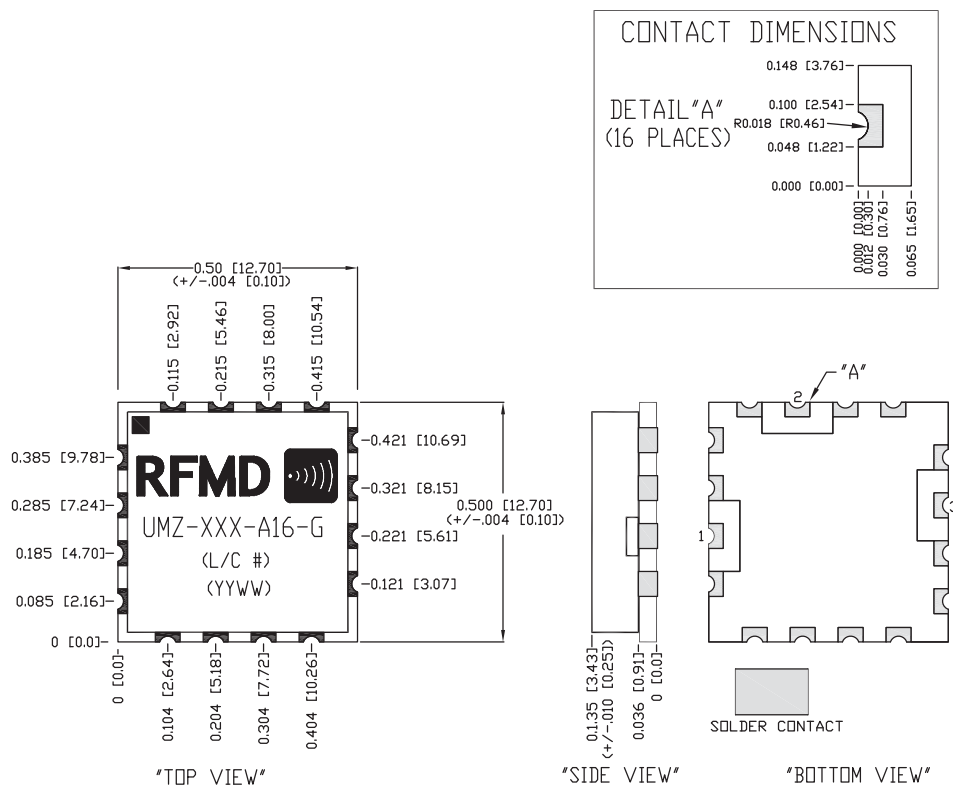 CONTACT DIMENSIONS
0.148 [3.76]
DETAIL"A"
(16 PLACES)
0.100 [2.54]
R0.018 [R0.46]
0.048 [1.22]
0.000 [0.00]
0.000 [0.00]
0.012 [0.30]
0.030 [0.76]
0.065 [1.65]
0.50 [12.70]
(+/-.004 [0.10])
0.115 [2.92]
0.215 [5.46]
0.315 [8.00]
0.415 [10.54]
0.385 [9.78]
0.285 [7.24]
0.185 [4.70]
0.085 [2.16]
0 [0.0]
RFMD
UMZ-XXX-A16-G
(L/C #)
(YYWW)
0.421 [10.69]
0.321 [8.15]
0.221 [5.61]
0.121 [3.07]
0.500 [12.70]
(+/-.004 [0.10])
0 [0.0]
0.104 [2.64]
0.204 [5.18]
0.304 [7.72]
0.404 [10.26]
"TOP VIEW"
0.135 [3.43]
(+/-.010 [0.25])
0.036 [0.91]
0 [0.0]
"SIDE VIEW"
"A"
2
1
3
SOLDER CONTACT
"BOTTOM VIEW"